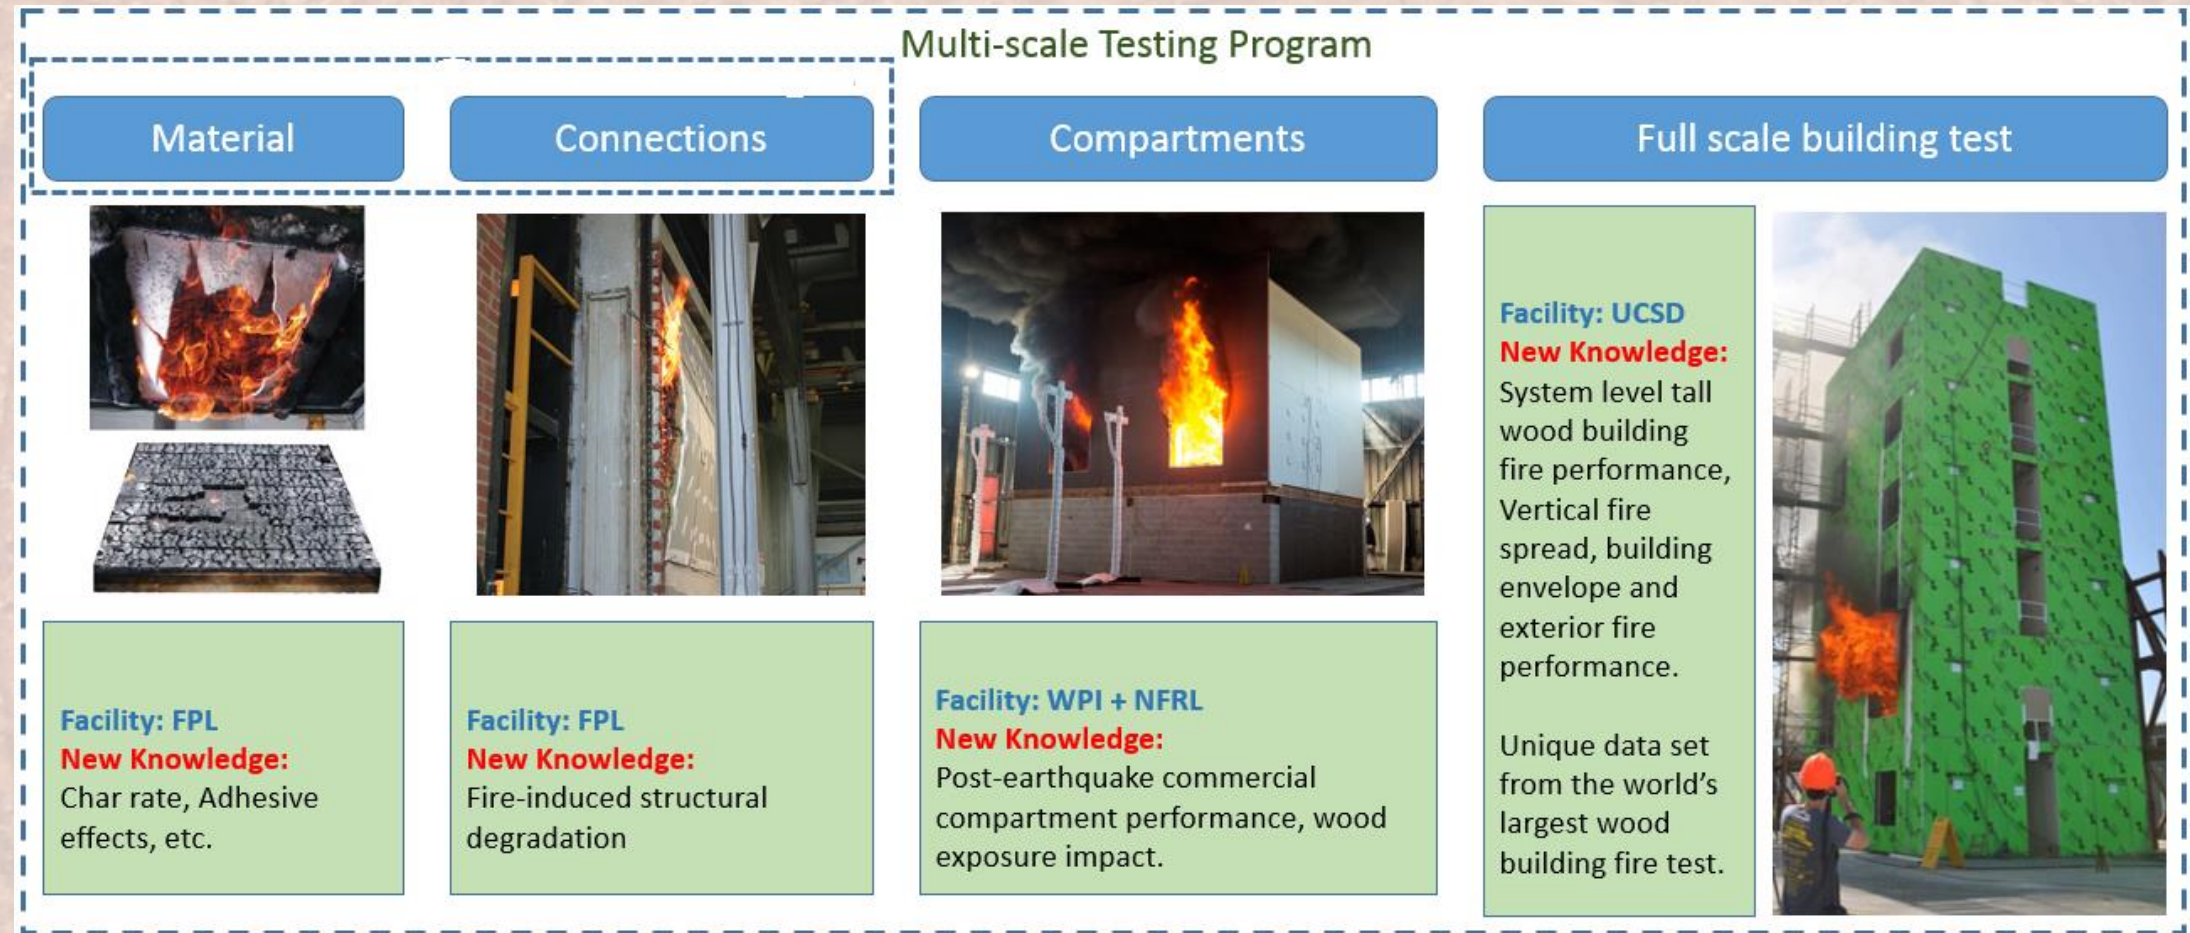 Multi-scale Testing Program
Material
Connections
Compartments
Full scale building test
Facility: FPL
New Knowledge:
Char rate, Adhesive
effects, etc.
Facility: FPL
New Knowledge:
Fire-induced structural
degradation
Facility: WPI + NFRL
New Knowledge:
Post-earthquake commercial
compartment performance, wood
exposure impact.
Facility: UCSD
New Knowledge:
System level tall
wood building
fire performance,
Vertical fire
spread, building
envelope and
exterior fire
performance.
Unique data set
from the world’s
largest wood
building fire test.